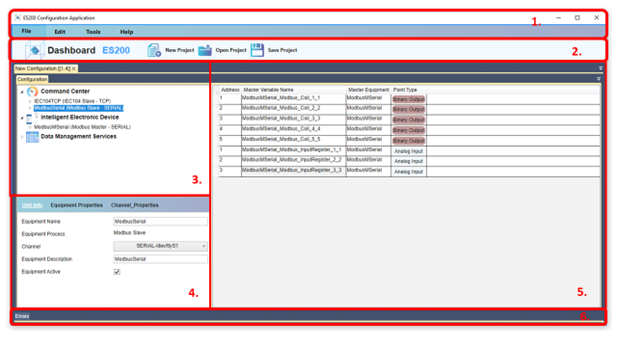 ES200 Configuration Application
1.
File Edit Tools Help
Dashboard ES200 New Project Open Project Save Project
2.
New Configuration [[1.4]] ×
Configuration
Command Center
IEC104TCP (IEC104 Slave - TCP)
ModbusSerial (Modbus Slave - SERIAL)
Intelligent Electronic Device
ModbusMSerial (Modbus Master - SERIAL)
Data Management Services
3.
Address Master Variable Name Master Equipment Point Type
1 ModbusMSerial_Modbus_Coil_1_1 ModbusMSerial Binary Output
2 ModbusMSerial_Modbus_Coil_2_2 ModbusMSerial Binary Output
3 ModbusMSerial_Modbus_Coil_3_3 ModbusMSerial Binary Output
4 ModbusMSerial_Modbus_Coil_4_4 ModbusMSerial Binary Output
5 ModbusMSerial_Modbus_Coil_5_5 ModbusMSerial Binary Output
1 ModbusMSerial_Modbus_InputRegister_1_1 ModbusMSerial Analog Input
2 ModbusMSerial_Modbus_InputRegister_2_2 ModbusMSerial Analog Input
3 ModbusMSerial_Modbus_InputRegister_3_3 ModbusMSerial Analog Input
Unit Info Equipment Properties Channel_Properties
Equipment Name ModbusSerial
Equipment Process Modbus Slave
Channel SERIAL-/dev/ttyS1
Equipment Description ModbusSerial
Equipment Active
4.
5.
Errors
6.